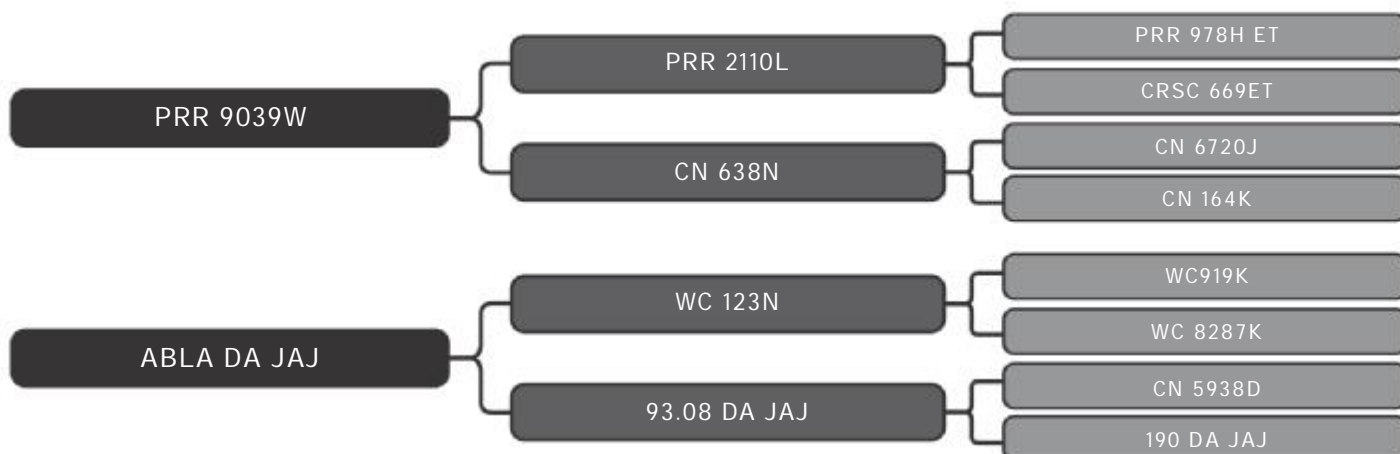 PRR 9039W
PRR 2110L
PRR 978H ET
CRSC 669ET
CN 638N
CN 6720J
CN 164K
ABLA DA JAJ
WC 123N
WC919K
WC 8287K
93.08 DA JAJ
CN 5938D
190 DA JAJ